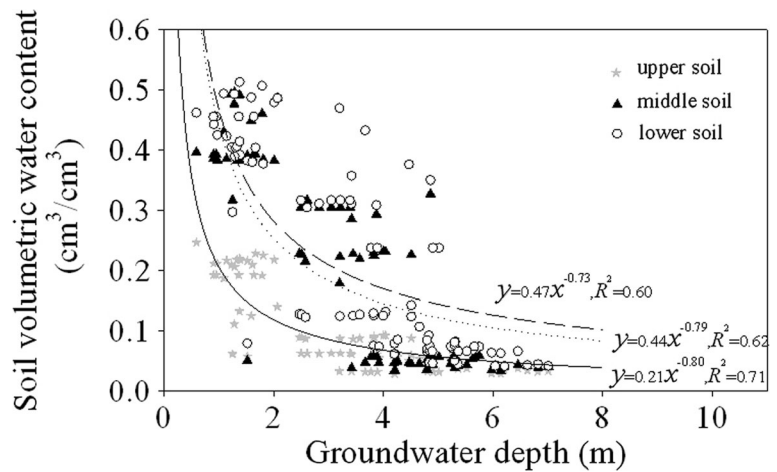 Soil volumetric water content
(cm³/cm³)
0.6
0.5
0.4
0.3
0.2
0.1
0.0
upper soil
middle soil
lower soil
y=0.47x^-0.73,R²=0.60
y=0.44x^-0.79,R²=0.62
y=0.21x^-0.80,R²=0.71
0 2 4 6 8 10
Groundwater depth (m)